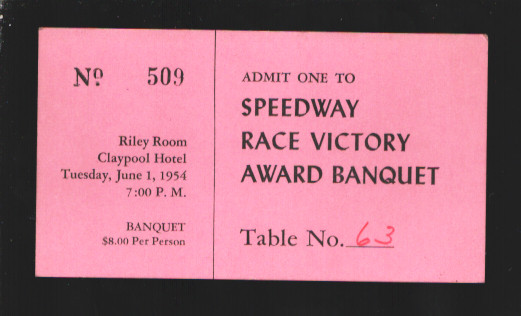 Nº 509
Riley Room
Claypool Hotel
Tuesday, June 1, 1954
7:00 P. M.
BANQUET
$8.00 Per Person
ADMIT ONE TO
SPEEDWAY
RACE VICTORY
AWARD BANQUET
Table No. 63